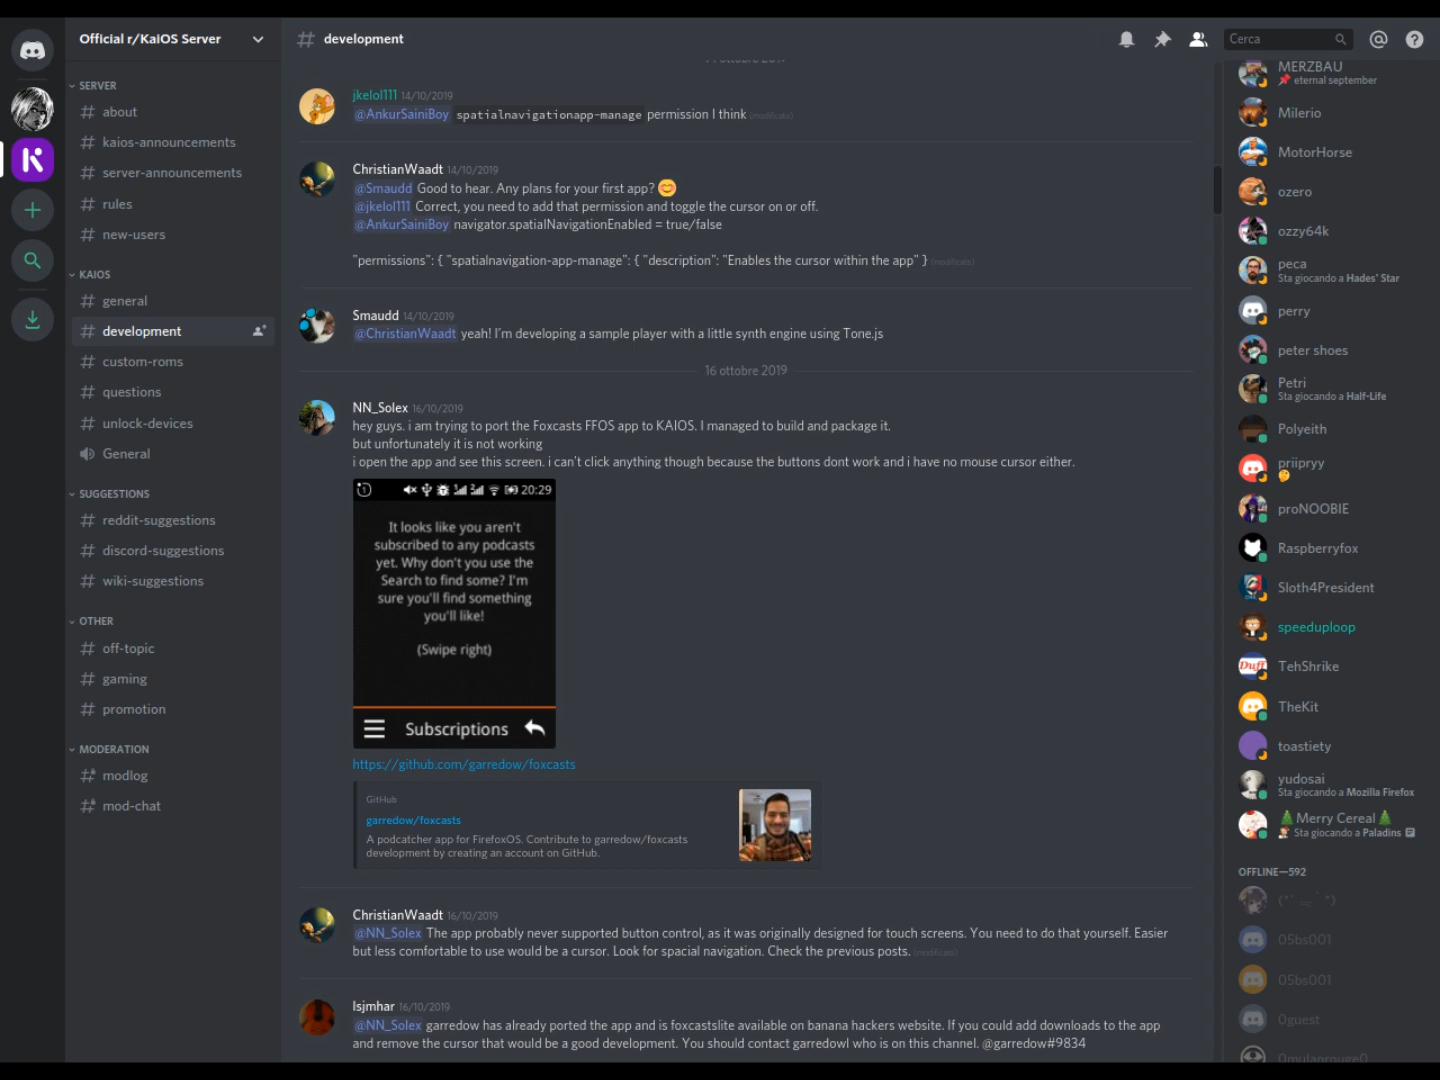 Official r/KaIOS Server
development
Cerca
SERVER
about
kaios-announcements
server-announcements
rules
new-users
KAIOS
general
development
custom-roms
questions
unlock-devices
General
SUGGESTIONS
reddit-suggestions
discord-suggestions
wiki-suggestions
OTHER
off-topic
gaming
promotion
MODERATION
modlog
mod-chat
jkelol111 14/10/2019
@AnkurSainiBoy spatialnavigationapp-manage permission I think (modificato)
ChristianWaadt 14/10/2019
@Smaudd Good to hear. Any plans for your first app? 😊
@jkelol111 Correct, you need to add that permission and toggle the cursor on or off.
@AnkurSainiBoy navigator.spatialNavigationEnabled = true/false
"permissions": { "spatialnavigation-app-manage": { "description": "Enables the cursor within the app" } (modificato)
Smaudd 14/10/2019
@ChristianWaadt yeah! I'm developing a sample player with a little synth engine using Tone.js
16 ottobre 2019
NN_Solex 16/10/2019
hey guys. i am trying to port the Foxcasts FFOS app to KAIOS. I managed to build and package it.
but unfortunately it is not working
i open the app and see this screen. i can't click anything though because the buttons dont work and i have no mouse cursor either.
20:29
It looks like you aren't
subscribed to any podcasts
yet. Why don't you use the
Search to find some? I'm
sure you'll find something
you'll like!
(Swipe right)
Subscriptions
https://github.com/garredow/foxcasts
GitHub
garredow/foxcasts
A podcatcher app for FirefoxOS. Contribute to garredow/foxcasts
development by creating an account on GitHub.
ChristianWaadt 16/10/2019
@NN_Solex The app probably never supported button control, as it was originally designed for touch screens. You need to do that yourself. Easier
but less comfortable to use would be a cursor. Look for spacial navigation. Check the previous posts. (modificato)
lsjmhar 16/10/2019
@NN_Solex garredow has already ported the app and is foxcastslite available on banana hackers website. If you could add downloads to the app
and remove the cursor that would be a good development. You should contact garredowl who is on this channel. @garredow#9834
MERZBAU
📌 eternal september
Milerio
MotorHorse
ozero
ozzy64k
peca
Sta giocando a Hades' Star
perry
peter shoes
Petri
Sta giocando a Half-Life
Polyeith
priipryy
🤔
proNOOBIE
Raspberryfox
Sloth4President
speeduploop
Duff
TehShrike
TheKit
toastiety
yudosai
Sta giocando a Mozilla Firefox
🎄Merry Cereal🎄
Sta giocando a Paladins
OFFLINE—592
05bs001
05bs001
0guest